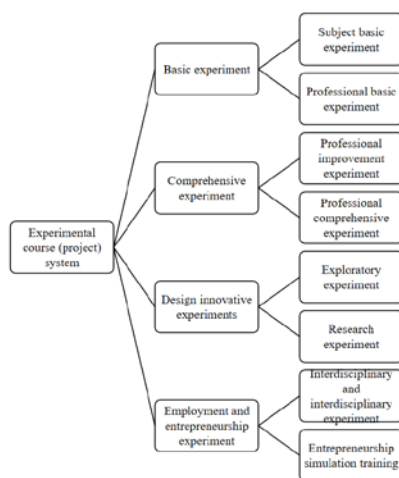 Subject basic
experiment
Basic experiment
Professional basic
experiment
Professional
improvement
experiment
Comprehensive
experiment
Professional
comprehensive
experiment
Experimental
course (project)
system
Exploratory
experiment
Design innovative
experiments
Research
experiment
Interdisciplinary
and
interdisciplinary
experiment
Employment and
entrepreneurship
experiment
Entrepreneurship
simulation training